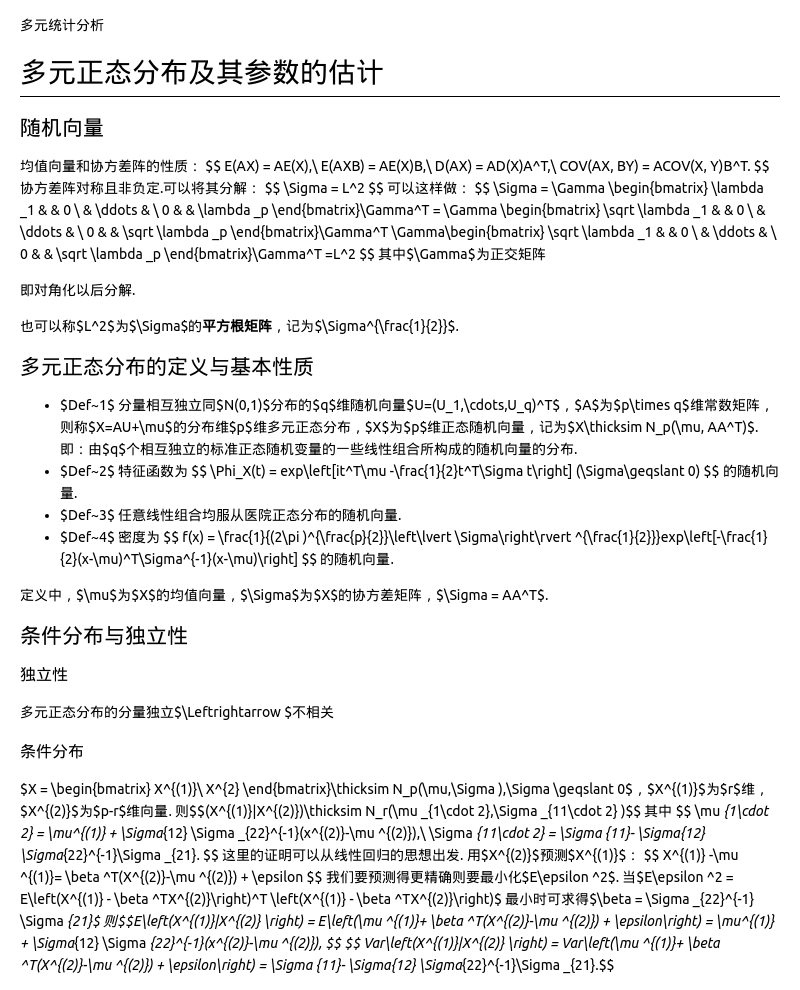 多元统计分析
多元正态分布及其参数的估计
随机向量
均值向量和协方差阵的性质： $$ E(AX) = AE(X),\ E(AXB) = AE(X)B,\ D(AX) = AD(X)A^T,\ COV(AX, BY) = ACOV(X, Y)B^T. $$
协方差阵对称且非负定.可以将其分解： $$ \Sigma = L^2 $$ 可以这样做： $$ \Sigma = \Gamma \begin{bmatrix} \lambda
_1 & & 0 \ & \ddots & \ 0 & & \lambda _p \end{bmatrix}\Gamma^T = \Gamma \begin{bmatrix} \sqrt \lambda _1 & & 0 \ &
\ddots & \ 0 & & \sqrt \lambda _p \end{bmatrix}\Gamma^T \Gamma\begin{bmatrix} \sqrt \lambda _1 & & 0 \ & \ddots & \
0 & & \sqrt \lambda _p \end{bmatrix}\Gamma^T =L^2 $$ 其中$\Gamma$为正交矩阵
即对角化以后分解.
也可以称$L^2$为$\Sigma$的平方根矩阵，记为$\Sigma^{\frac{1}{2}}$.
多元正态分布的定义与基本性质
• $Def~1$ 分量相互独立同$N(0,1)$分布的$q$维随机向量$U=(U_1,\cdots,U_q)^T$，$A$为$p\times q$维常数矩阵，
则称$X=AU+\mu$的分布维$p$维多元正态分布，$X$为$p$维正态随机向量，记为$X\thicksim N_p(\mu, AA^T)$.
即：由$q$个相互独立的标准正态随机变量的一些线性组合所构成的随机向量的分布.
• $Def~2$ 特征函数为 $$ \Phi_X(t) = exp\left[it^T\mu -\frac{1}{2}t^T\Sigma t\right] (\Sigma\geqslant 0) $$ 的随机向
量.
• $Def~3$ 任意线性组合均服从医院正态分布的随机向量.
• $Def~4$ 密度为 $$ f(x) = \frac{1}{(2\pi )^{\frac{p}{2}}\left\lvert \Sigma\right\rvert ^{\frac{1}{2}}}exp\left[-\frac{1}
{2}(x-\mu)^T\Sigma^{-1}(x-\mu)\right] $$ 的随机向量.
定义中，$\mu$为$X$的均值向量，$\Sigma$为$X$的协方差矩阵，$\Sigma = AA^T$.
条件分布与独立性
独立性
多元正态分布的分量独立$\Leftrightarrow $不相关
条件分布
$X = \begin{bmatrix} X^{(1)}\ X^{2} \end{bmatrix}\thicksim N_p(\mu,\Sigma ),\Sigma \geqslant 0$，$X^{(1)}$为$r$维，
$X^{(2)}$为$p-r$维向量. 则$$(X^{(1)}|X^{(2)})\thicksim N_r(\mu _{1\cdot 2},\Sigma _{11\cdot 2} )$$ 其中 $$ \mu {1\cdot
2} = \mu^{(1)} + \Sigma{12} \Sigma _{22}^{-1}(x^{(2)}-\mu ^{(2)}),\ \Sigma {11\cdot 2} = \Sigma {11}- \Sigma{12}
\Sigma{22}^{-1}\Sigma _{21}. $$ 这里的证明可以从线性回归的思想出发. 用$X^{(2)}$预测$X^{(1)}$： $$ X^{(1)} -\mu
^{(1)}= \beta ^T(X^{(2)}-\mu ^{(2)}) + \epsilon $$ 我们要预测得更精确则要最小化$E\epsilon ^2$. 当$E\epsilon ^2 =
E\left(X^{(1)} - \beta ^TX^{(2)}\right)^T \left(X^{(1)} - \beta ^TX^{(2)}\right)$ 最小时可求得$\beta = \Sigma _{22}^{-1}
\Sigma {21}$ 则$$E\left(X^{(1)}|X^{(2)} \right) = E\left(\mu ^{(1)}+ \beta ^T(X^{(2)}-\mu ^{(2)}) + \epsilon\right) = \mu^{(1)}
+ \Sigma{12} \Sigma {22}^{-1}(x^{(2)}-\mu ^{(2)}), $$ $$ Var\left(X^{(1)}|X^{(2)} \right) = Var\left(\mu ^{(1)}+ \beta
^T(X^{(2)}-\mu ^{(2)}) + \epsilon\right) = \Sigma {11}- \Sigma{12} \Sigma{22}^{-1}\Sigma _{21}.$$